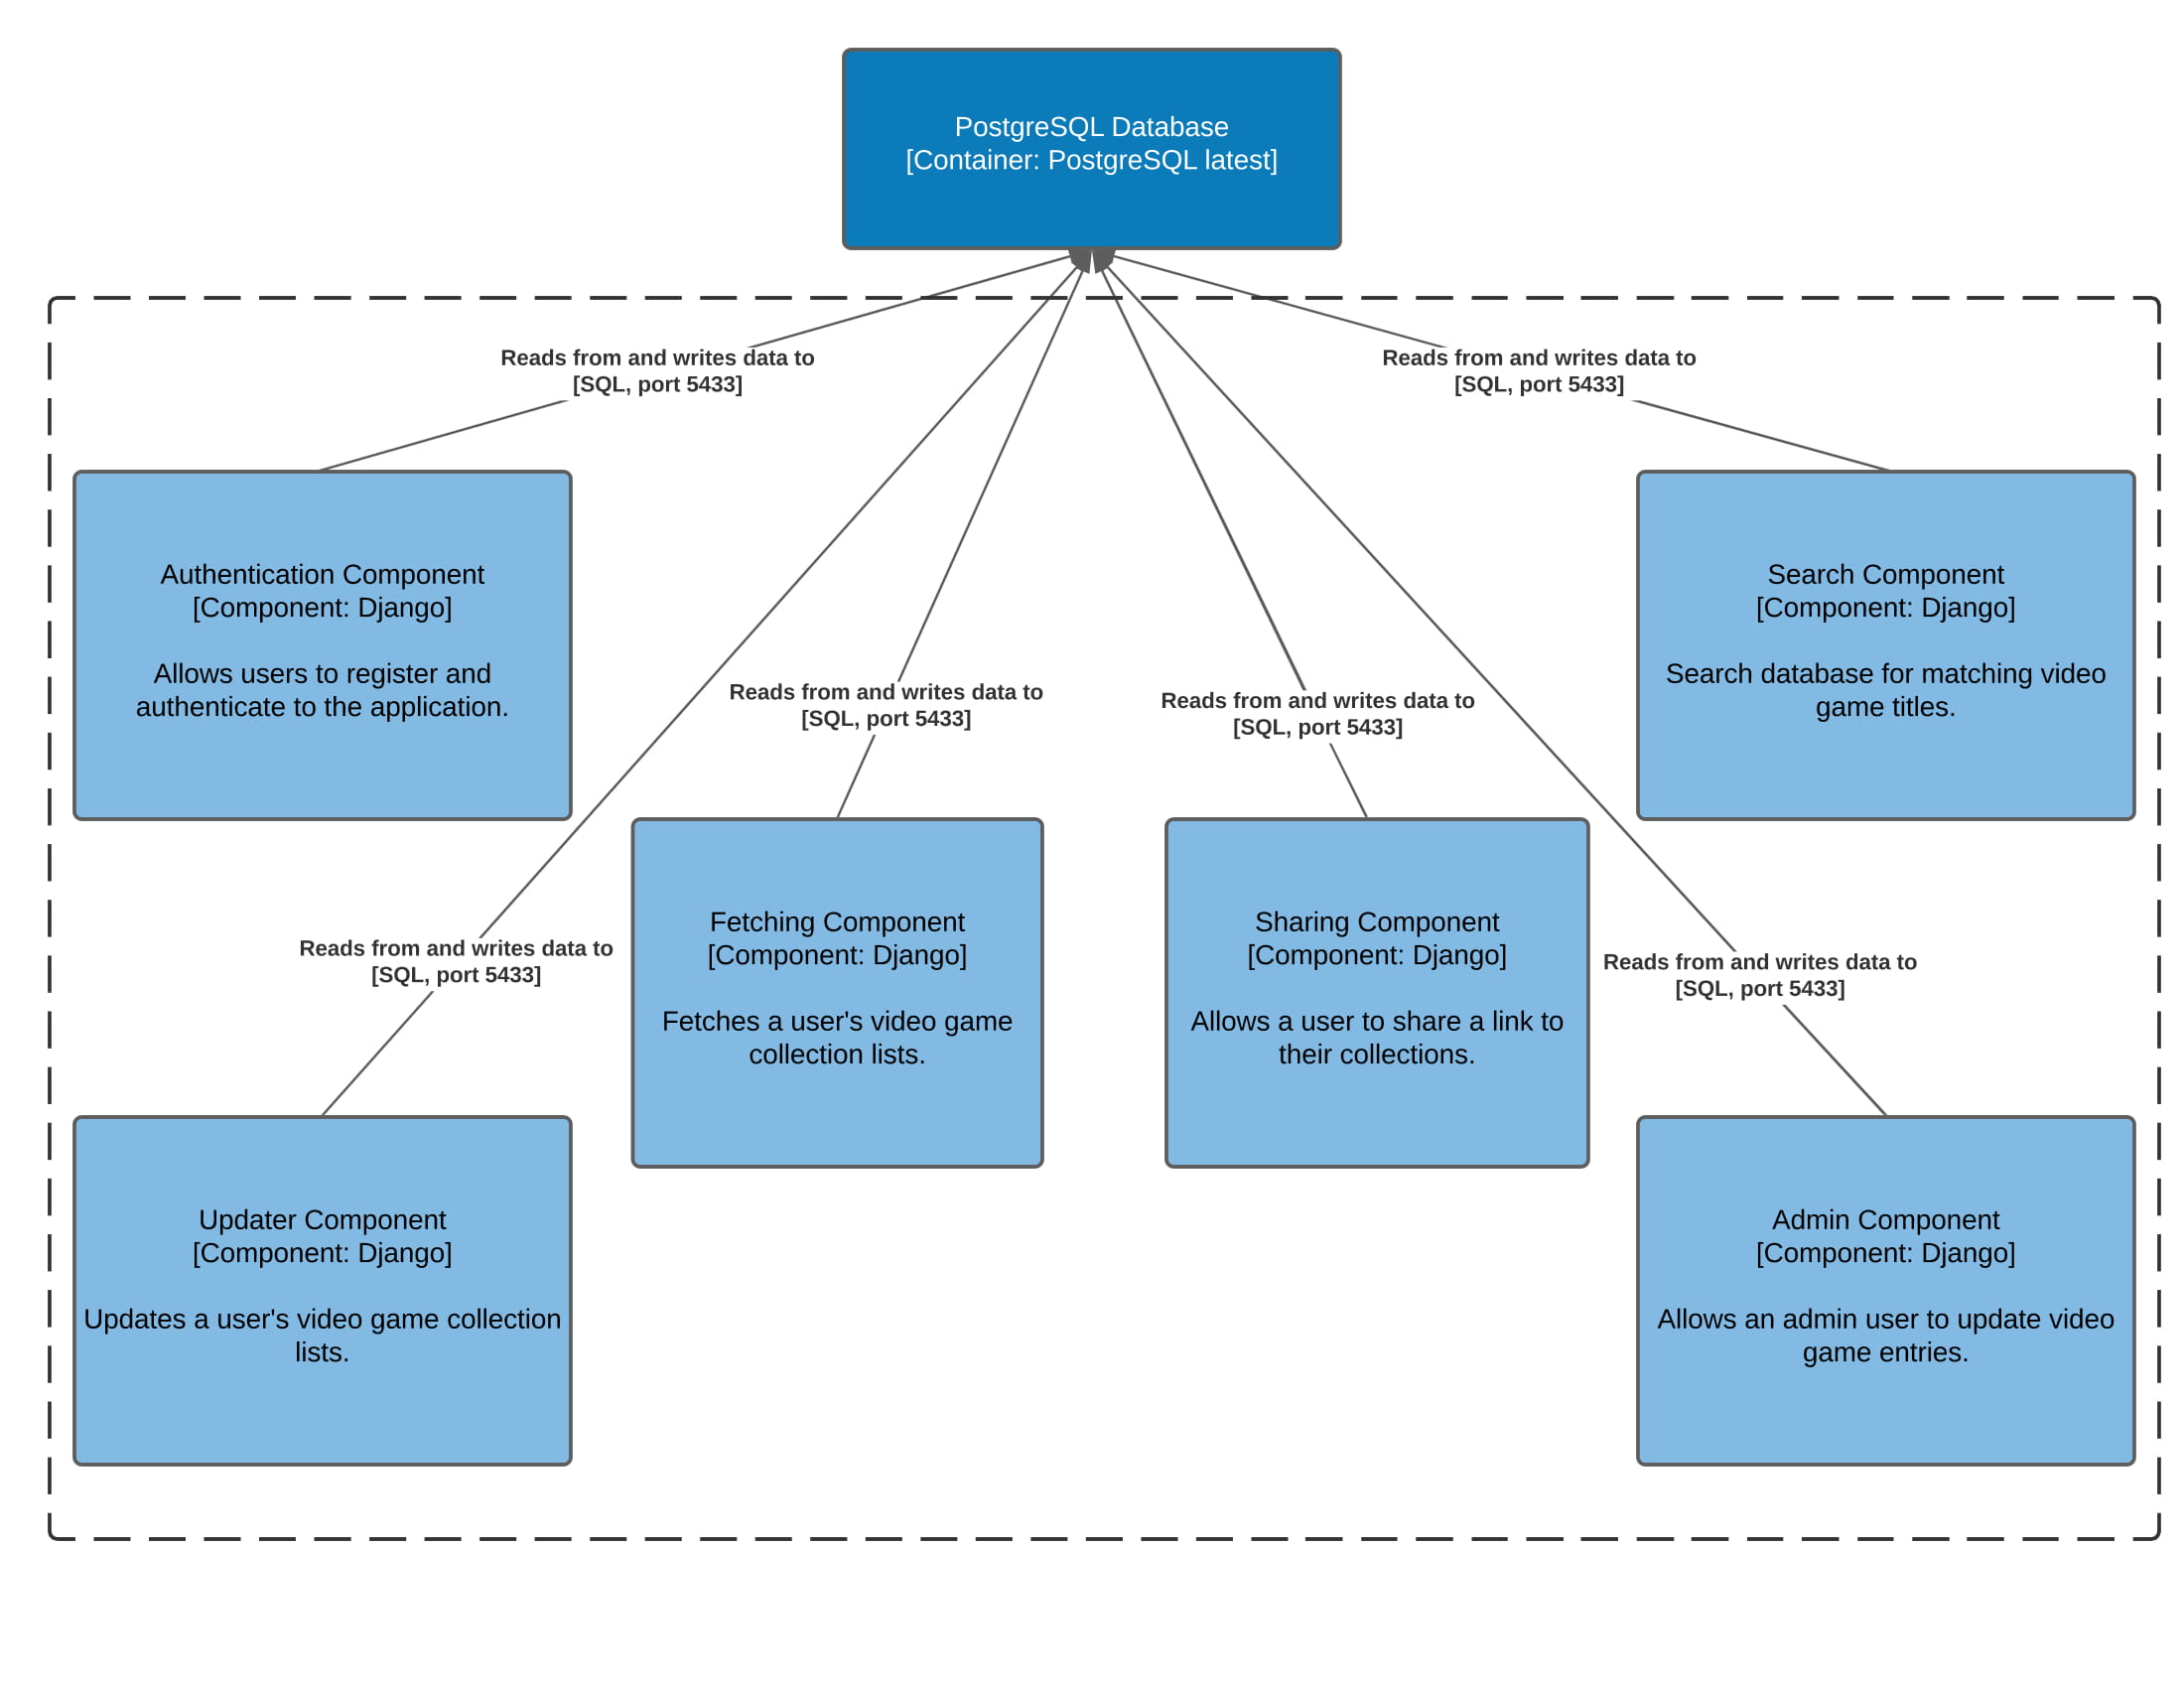 PostgreSQL Database
[Container: PostgreSQL latest]
Reads from and writes data to
[SQL, port 5433]
Reads from and writes data to
[SQL, port 5433]
Authentication Component
[Component: Django]
Allows users to register and
authenticate to the application.
Search Component
[Component: Django]
Search database for matching video
game titles.
Reads from and writes data to
[SQL, port 5433]
Reads from and writes data to
[SQL, port 5433]
Reads from and writes data to
[SQL, port 5433]
Fetching Component
[Component: Django]
Fetches a user's video game
collection lists.
Sharing Component
[Component: Django]
Allows a user to share a link to
their collections.
Reads from and writes data to
[SQL, port 5433]
Updater Component
[Component: Django]
Updates a user's video game collection
lists.
Admin Component
[Component: Django]
Allows an admin user to update video
game entries.